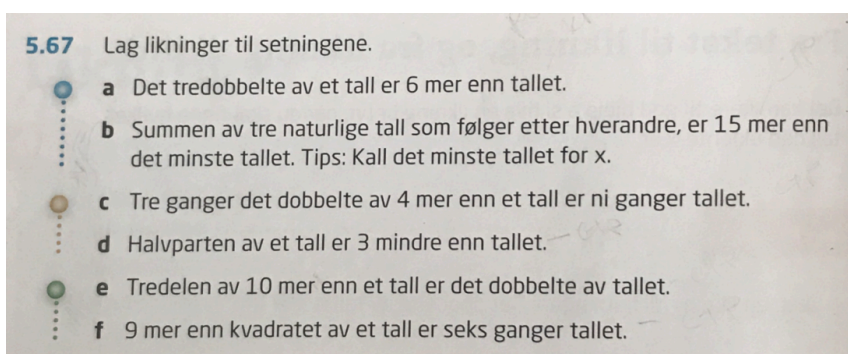 5.67 Lag likninger til setningene.
a Det tredobbelte av et tall er 6 mer enn tallet.
b Summen av tre naturlige tall som følger etter hverandre, er 15 mer enn
det minste tallet. Tips: Kall det minste tallet for x.
c Tre ganger det dobbelte av 4 mer enn et tall er ni ganger tallet.
d Halvparten av et tall er 3 mindre enn tallet.
e Tredelen av 10 mer enn et tall er det dobbelte av tallet.
f 9 mer enn kvadratet av et tall er seks ganger tallet.